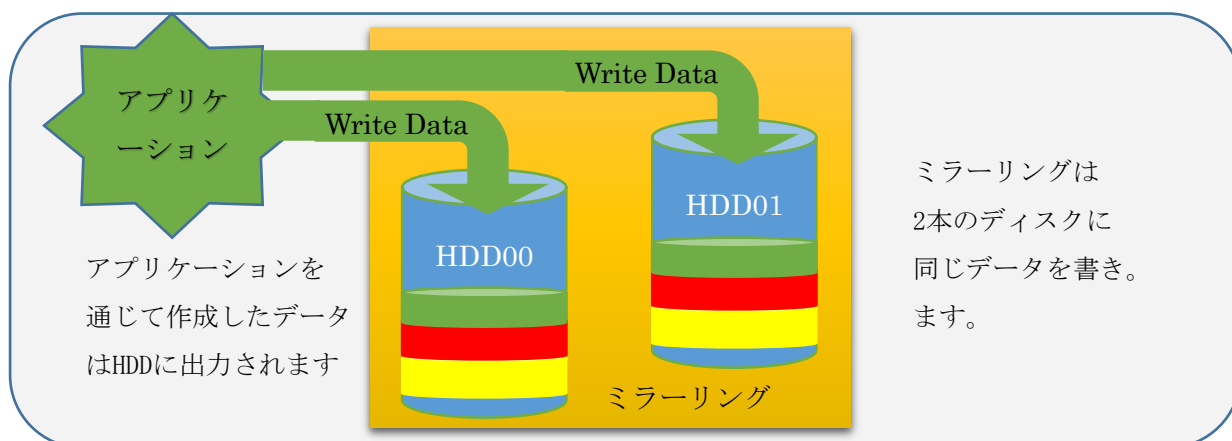 アプリケ
ーション
Write Data
Write Data
HDD00
HDD01
アプリケーションを
通じて作成したデータ
はHDDに出力されます
ミラーリング
ミラーリングは
2本のディスクに
同じデータを書き。
ます。